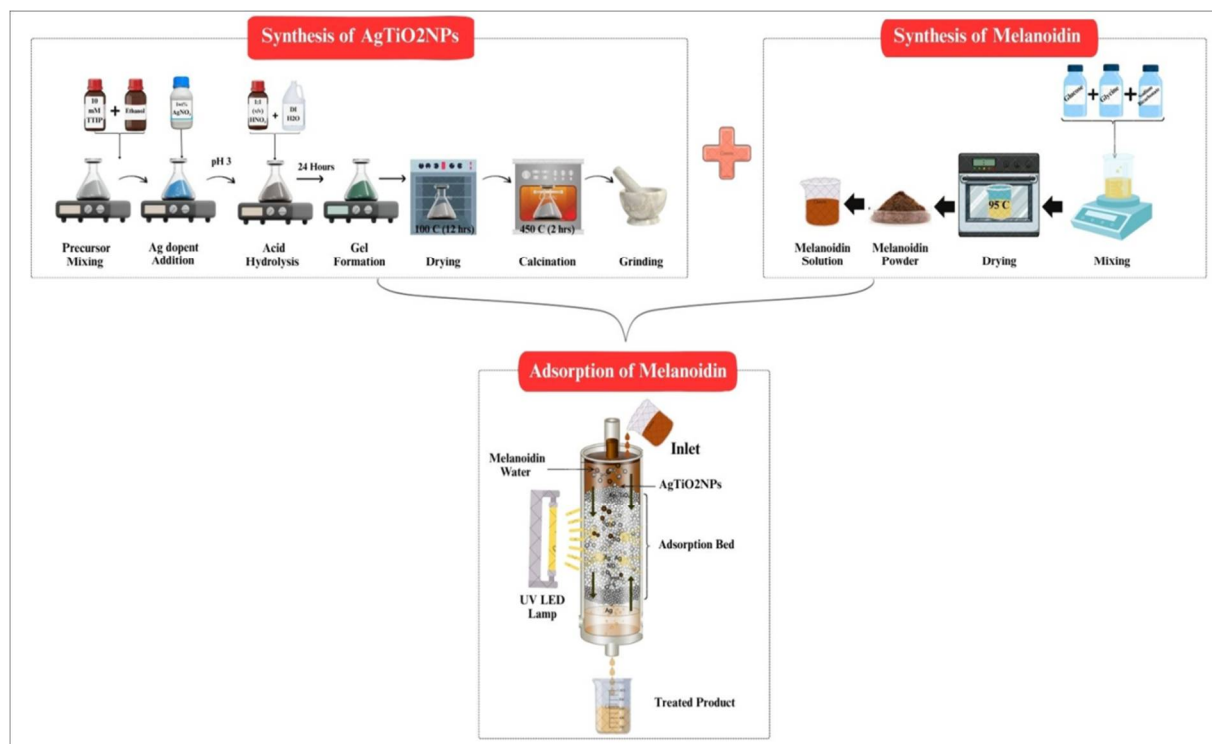 Synthesis of AgTiO2NPs
10
mM
TTIP
+
Ethanol
AgNO₃
1:1
(v/v)
HNO₃
+
DI
H2O
pH 3
24 Hours
100 C (12 hrs)
450 C (2 hrs)
Precursor
Mixing
Ag dopent
Addition
Acid
Hydrolysis
Gel
Formation
Drying
Calcination
Grinding
Synthesis of Melanoidin
Glucose
+
Glycine
+
95 C
Melanoidin
Solution
Melanoidin
Powder
Drying
Mixing
Adsorption of Melanoidin
Inlet
Melanoidin
Water
AgTiO2NPs
Adsorption Bed
Ag
Ag
Ag
UV LED
Lamp
Treated Product